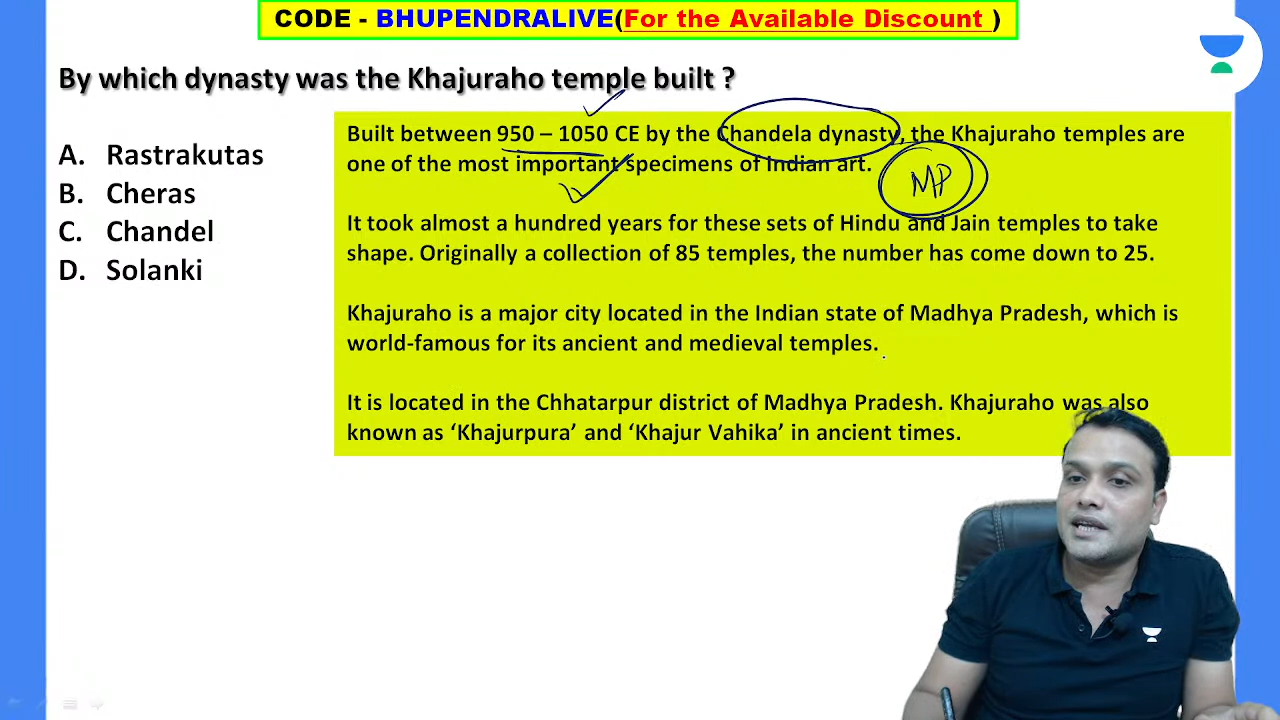 CODE - BHUPENDRALIVE(For the Available Discount )
By which dynasty was the Khajuraho temple built ?
A. Rastrakutas
B. Cheras
C. Chandel
D. Solanki
Built between 950 – 1050 CE by the Chandela dynasty, the Khajuraho temples are
one of the most important specimens of Indian art.
MP
It took almost a hundred years for these sets of Hindu and Jain temples to take
shape. Originally a collection of 85 temples, the number has come down to 25.
Khajuraho is a major city located in the Indian state of Madhya Pradesh, which is
world-famous for its ancient and medieval temples.
It is located in the Chhatarpur district of Madhya Pradesh. Khajuraho was also
known as ‘Khajurpura’ and ‘Khajur Vahika’ in ancient times.